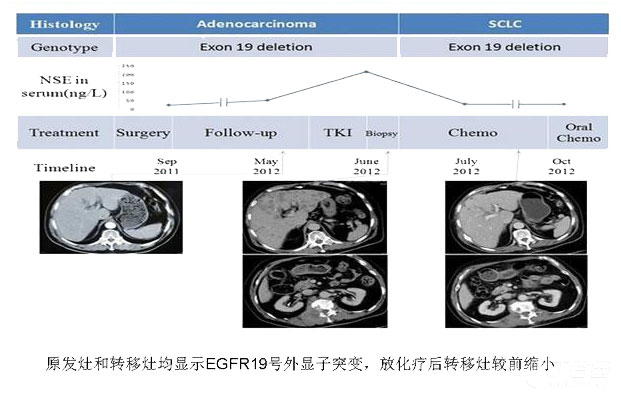 Histology Adenocarcinoma SCLC
Genotype Exon 19 deletion Exon 19 deletion
NSE in serum(ng/L)
250
200
150
100
50
0
Treatment Surgery Follow-up TKI Biopsy Chemo Oral Chemo
Timeline Sep 2011 May 2012 June 2012 July 2012 Oct 2012
原发灶和转移灶均显示EGFR19号外显子突变，放化疗后转移灶较前缩小